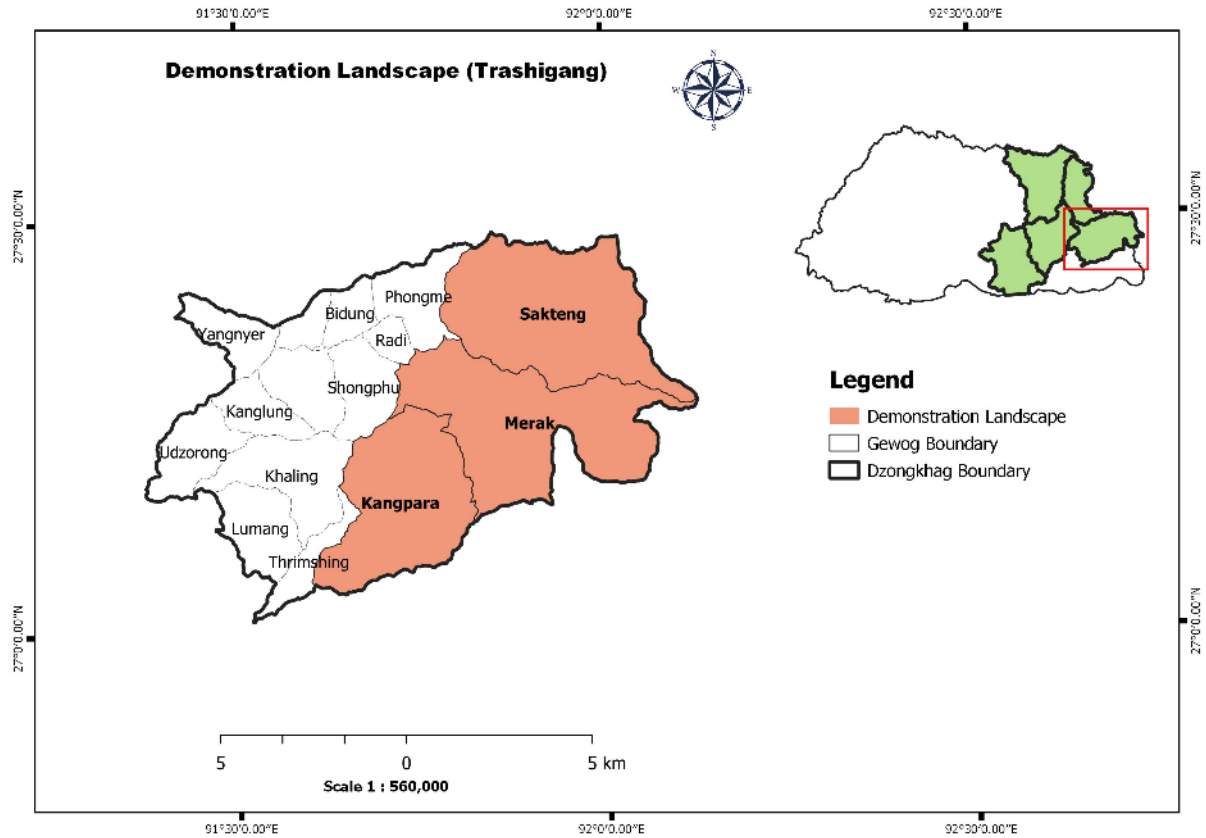 91°30'0.00"E
92°0'0.00"E
92°30'0.00"E
Demonstration Landscape (Trashigang)
N
W
E
S
27°30'0.00"N
27°30'0.00"N
Phongme
Bidung
Sakteng
Yangnyer
Radi
Shongphu
Legend
Kanglung
Demonstration Landscape
Merak
Gewog Boundary
Udzorong
Dzongkhag Boundary
Khaling
Kangpara
Lumang
Thrimshing
27°0'0.00"N
27°0'0.00"N
5 0 5 km
Scale 1 : 560,000
91°30'0.00"E
92°0'0.00"E
92°30'0.00"E